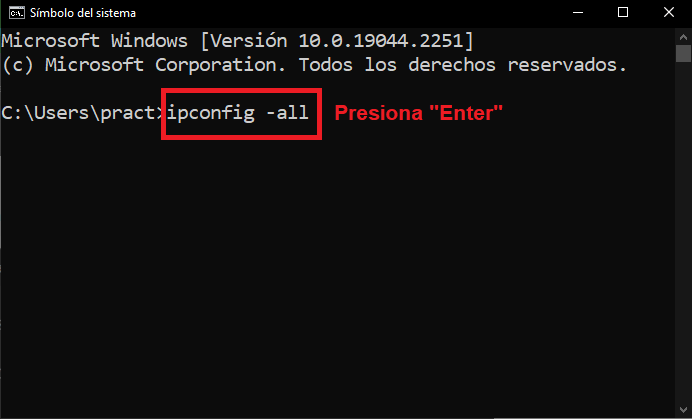 Símbolo del sistema
Microsoft Windows [Versión 10.0.19044.2251]
(c) Microsoft Corporation. Todos los derechos reservados.
C:\Users\pract>ipconfig -all Presiona "Enter"